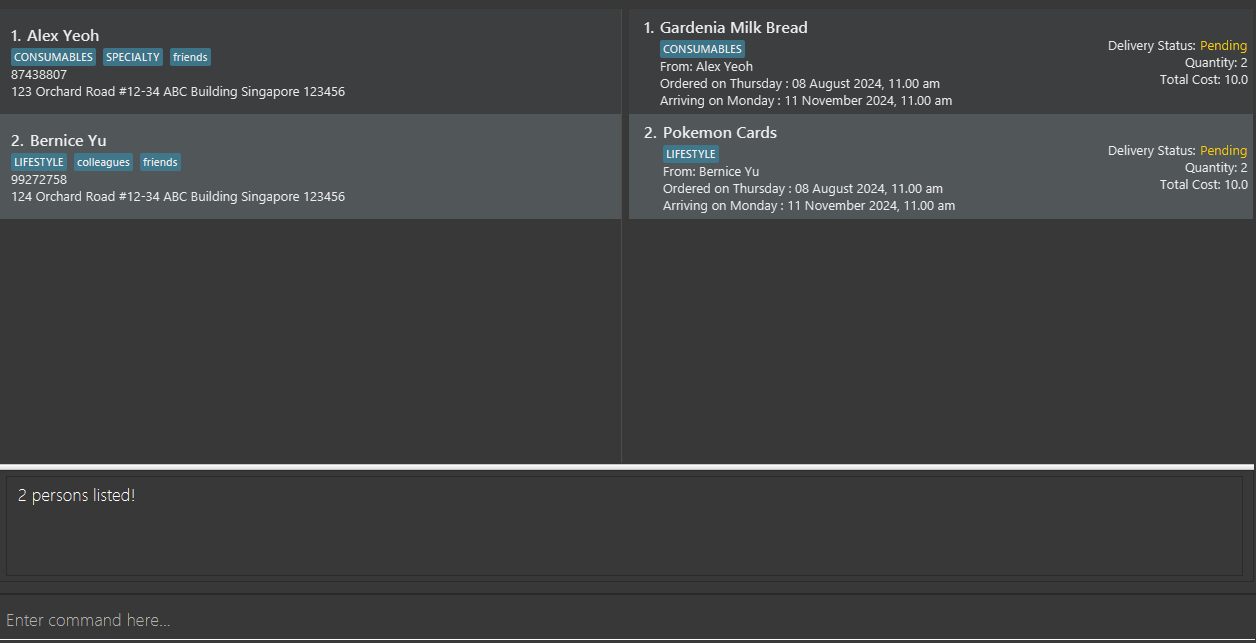 1. Alex Yeoh
CONSUMABLES SPECIALTY friends
87438807
123 Orchard Road #12-34 ABC Building Singapore 123456
2. Bernice Yu
LIFESTYLE colleagues friends
99272758
124 Orchard Road #12-34 ABC Building Singapore 123456
1. Gardenia Milk Bread
CONSUMABLES
From: Alex Yeoh
Ordered on Thursday : 08 August 2024, 11.00 am
Arriving on Monday : 11 November 2024, 11.00 am
Delivery Status: Pending
Quantity: 2
Total Cost: 10.0
2. Pokemon Cards
LIFESTYLE
From: Bernice Yu
Ordered on Thursday : 08 August 2024, 11.00 am
Arriving on Monday : 11 November 2024, 11.00 am
Delivery Status: Pending
Quantity: 2
Total Cost: 10.0
2 persons listed!
Enter command here...